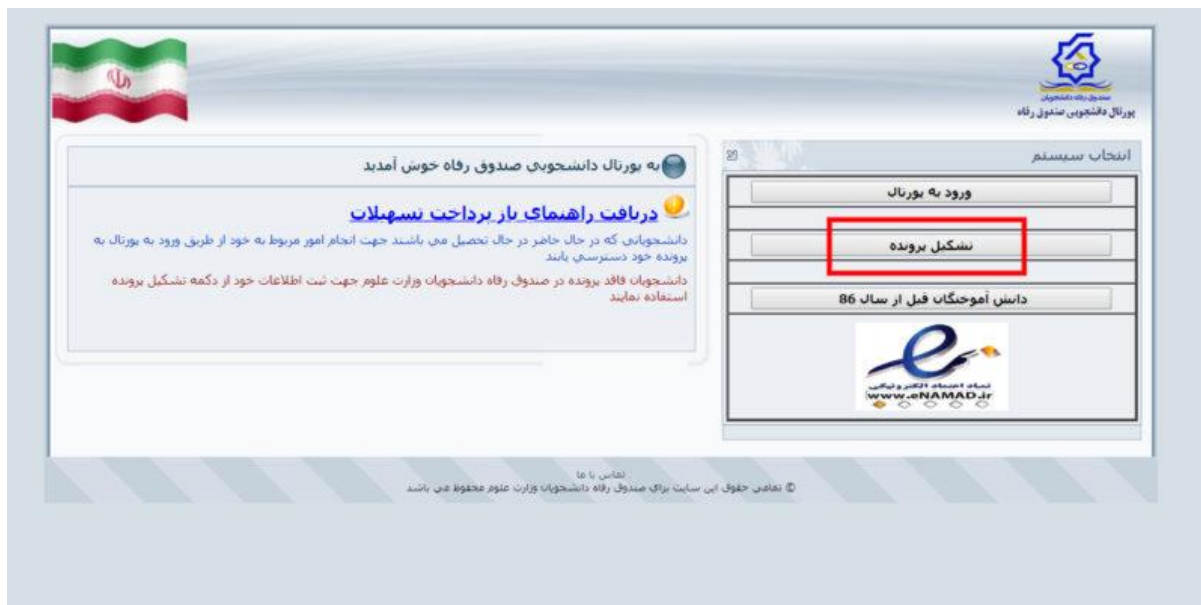 صندوق رفاه دانشجویان
پورتال دانشجویی صندوق رفاه
انتخاب سیستم
ورود به پورتال
تشکیل پرونده
دانش آموختگان قبل از سال 86
نماد اعتماد الکترونیکی
www.eNAMAD.ir
به پورتال دانشجویی صندوق رفاه خوش آمدید
دریافت راهنمای باز پرداخت تسهیلات
دانشجویانی که در حال حاضر در حال تحصیل می باشند جهت انجام امور مربوط به خود از طریق ورود به پورتال به
پرونده خود دسترسی یابند
دانشجویان فاقد پرونده در صندوق رفاه دانشجویان وزارت علوم جهت ثبت اطلاعات خود از دکمه تشکیل پرونده
استفاده نمایند
تماس با ما
© تمامی حقوق این سایت برای صندوق رفاه دانشجویان وزارت علوم محفوظ می باشد